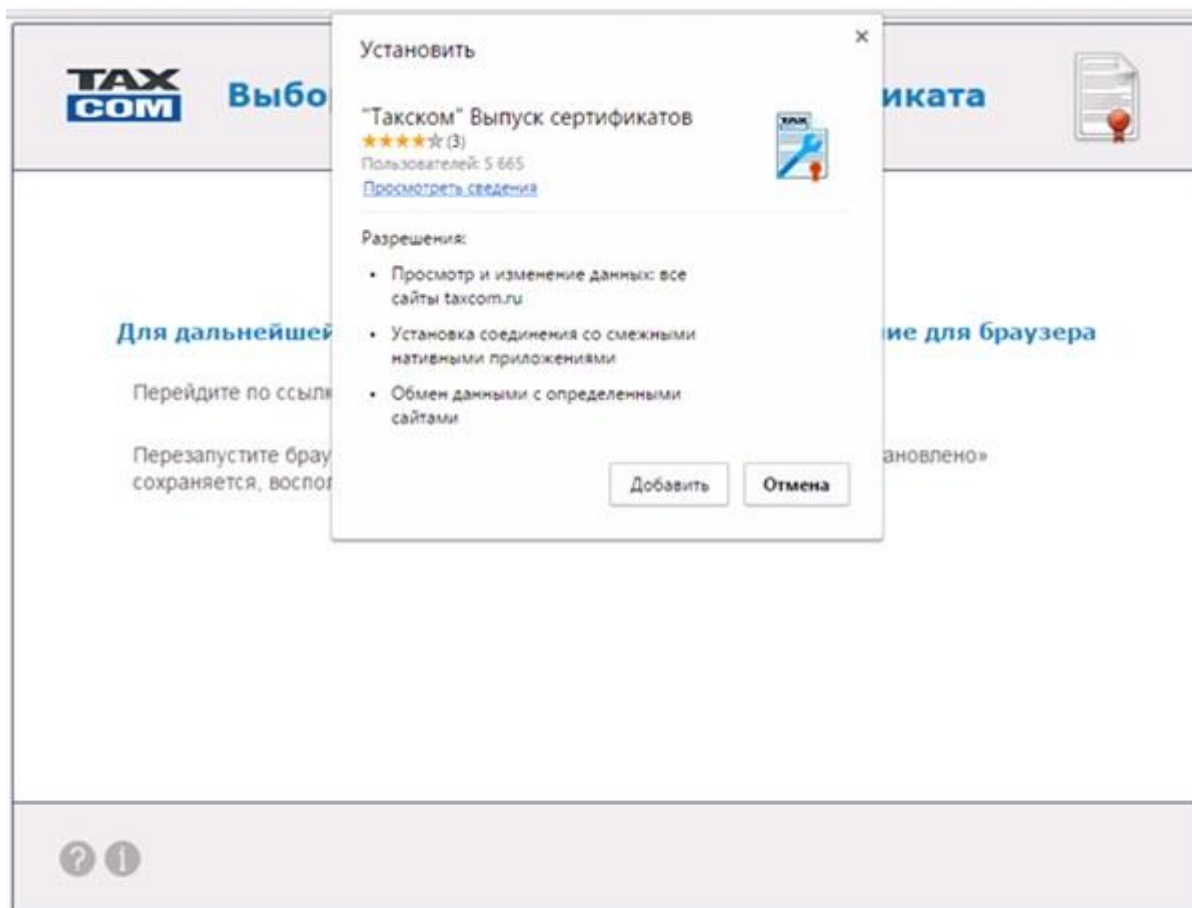 Установить
×
TAX
COM
Выбо
иката
"Такском" Выпуск сертификатов
(3)
Пользователей: 5 665
Просмотреть сведения
Разрешения:
• Просмотр и изменение данных: все
сайты taxcom.ru
Для дальнейшей
ие для браузера
• Установка соединения со смежными
нативными приложениями
Перейдите по ссылк
• Обмен данными с определенными
сайтами
Перезапустите брау
ановлено»
сохраняется, воспол
Добавить
Отмена